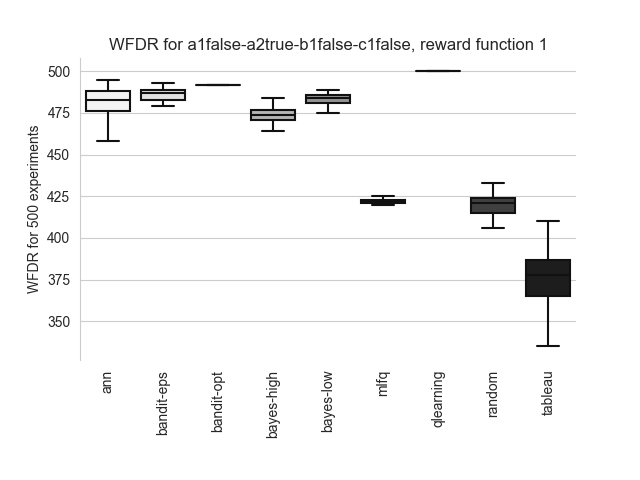 WFDR for a1false-a2true-b1false-c1false, reward function 1
WFDR for 500 experiments
500
475
450
425
400
375
350
ann
bandit-eps
bandit-opt
bayes-high
bayes-low
mlfq
qlearning
random
tableau